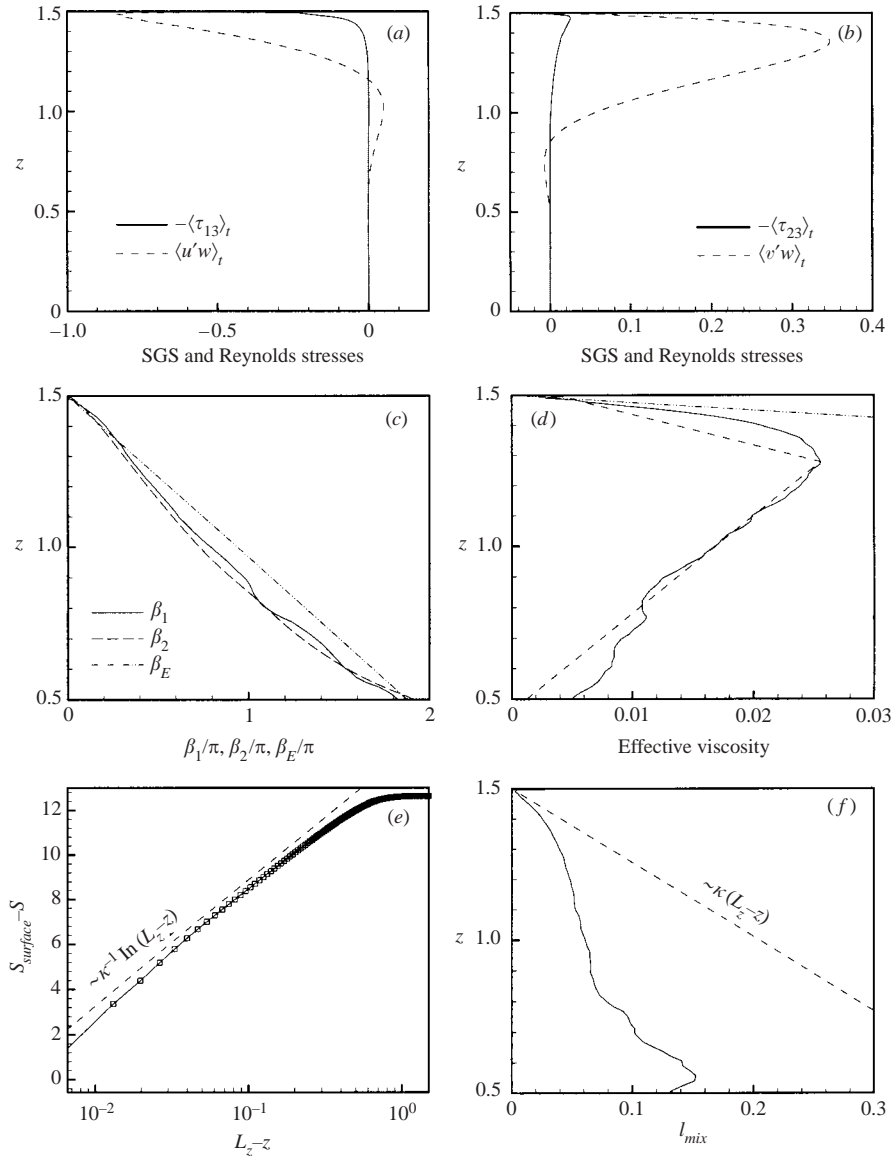 1.5
(a)
1.0
z
0.5
−⟨τ13⟩t
⟨u′w⟩t
0
−1.0
−0.5
0
SGS and Reynolds stresses
1.5
(b)
1.0
z
0.5
−⟨τ23⟩t
⟨v′w⟩t
0
0
0.1
0.2
0.3
0.4
SGS and Reynolds stresses
1.5
(c)
z
1.0
β1
β2
βE
0.5
0
1
2
β1/π, β2/π, βE/π
1.5
(d)
z
1.0
0.5
0.01
0.02
0.03
Effective viscosity
12
(e)
10
8
6
4
2
0
Ssurface−S
~κ−1 ln (Lz−z)
10−2
10−1
100
Lz−z
1.5
(f)
~κ(Lz−z)
z
1.0
0.5
0
0.1
0.2
0.3
lmix